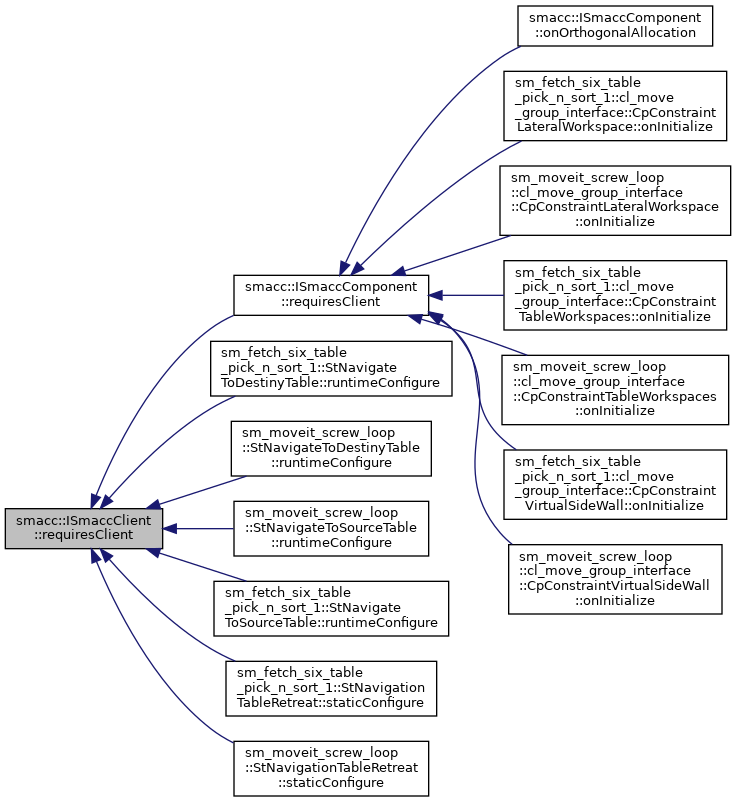 smacc::ISmaccComponent
::onOrthogonalAllocation
sm_fetch_six_table
_pick_n_sort_1::cl_move
_group_interface::CpConstraint
LateralWorkspace::onInitialize
sm_moveit_screw_loop
::cl_move_group_interface
::CpConstraintLateralWorkspace
::onInitialize
smacc::ISmaccComponent
::requiresClient
sm_fetch_six_table
_pick_n_sort_1::cl_move
_group_interface::CpConstraint
TableWorkspaces::onInitialize
sm_fetch_six_table
_pick_n_sort_1::StNavigate
ToDestinyTable::runtimeConfigure
sm_moveit_screw_loop
::cl_move_group_interface
::CpConstraintTableWorkspaces
::onInitialize
sm_moveit_screw_loop
::StNavigateToDestinyTable
::runtimeConfigure
sm_fetch_six_table
_pick_n_sort_1::cl_move
_group_interface::CpConstraint
VirtualSideWall::onInitialize
smacc::ISmaccClient
::requiresClient
sm_moveit_screw_loop
::StNavigateToSourceTable
::runtimeConfigure
sm_moveit_screw_loop
::cl_move_group_interface
::CpConstraintVirtualSideWall
::onInitialize
sm_fetch_six_table
_pick_n_sort_1::StNavigate
ToSourceTable::runtimeConfigure
sm_fetch_six_table
_pick_n_sort_1::StNavigation
TableRetreat::staticConfigure
sm_moveit_screw_loop
::StNavigationTableRetreat
::staticConfigure